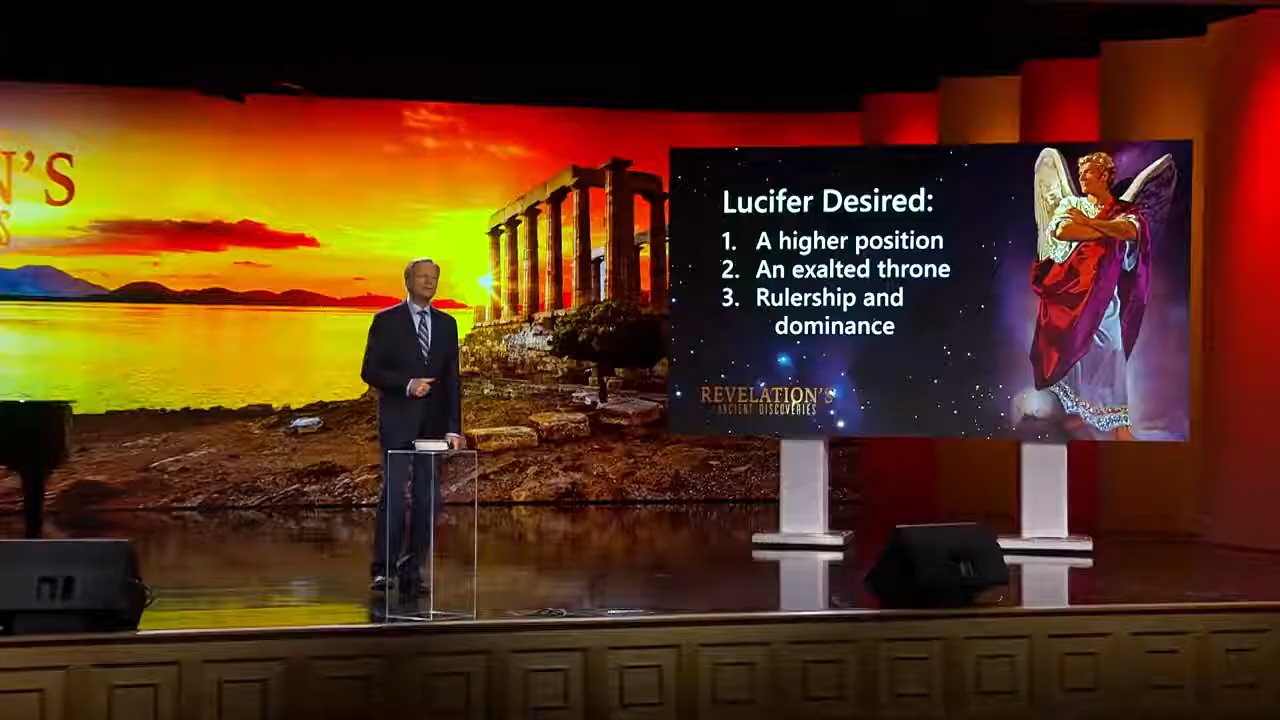 N'S
S
Lucifer Desired:
1. A higher position
2. An exalted throne
3. Rulership and
dominance
REVELATION'S
ANCIENT DISCOVERIES